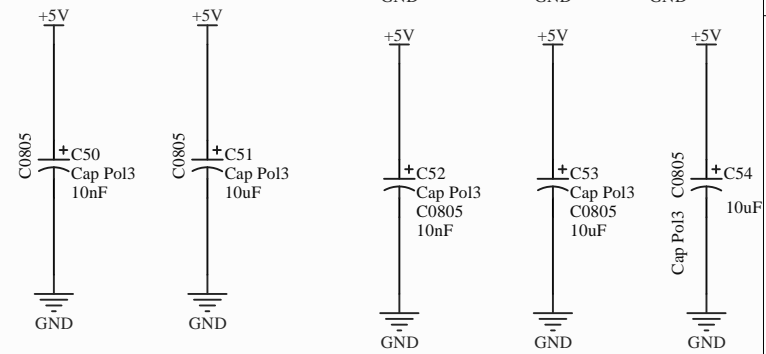 GND
GND
GND
+5V
+5V
+5V
+5V
+5V
C0805
+
C50
Cap Pol3
10nF
C0805
+
C51
Cap Pol3
10uF
+
C52
Cap Pol3
C0805
10nF
+
C53
Cap Pol3
C0805
10uF
Cap Pol3
C0805
+
C54
10uF
GND
GND
GND
GND
GND